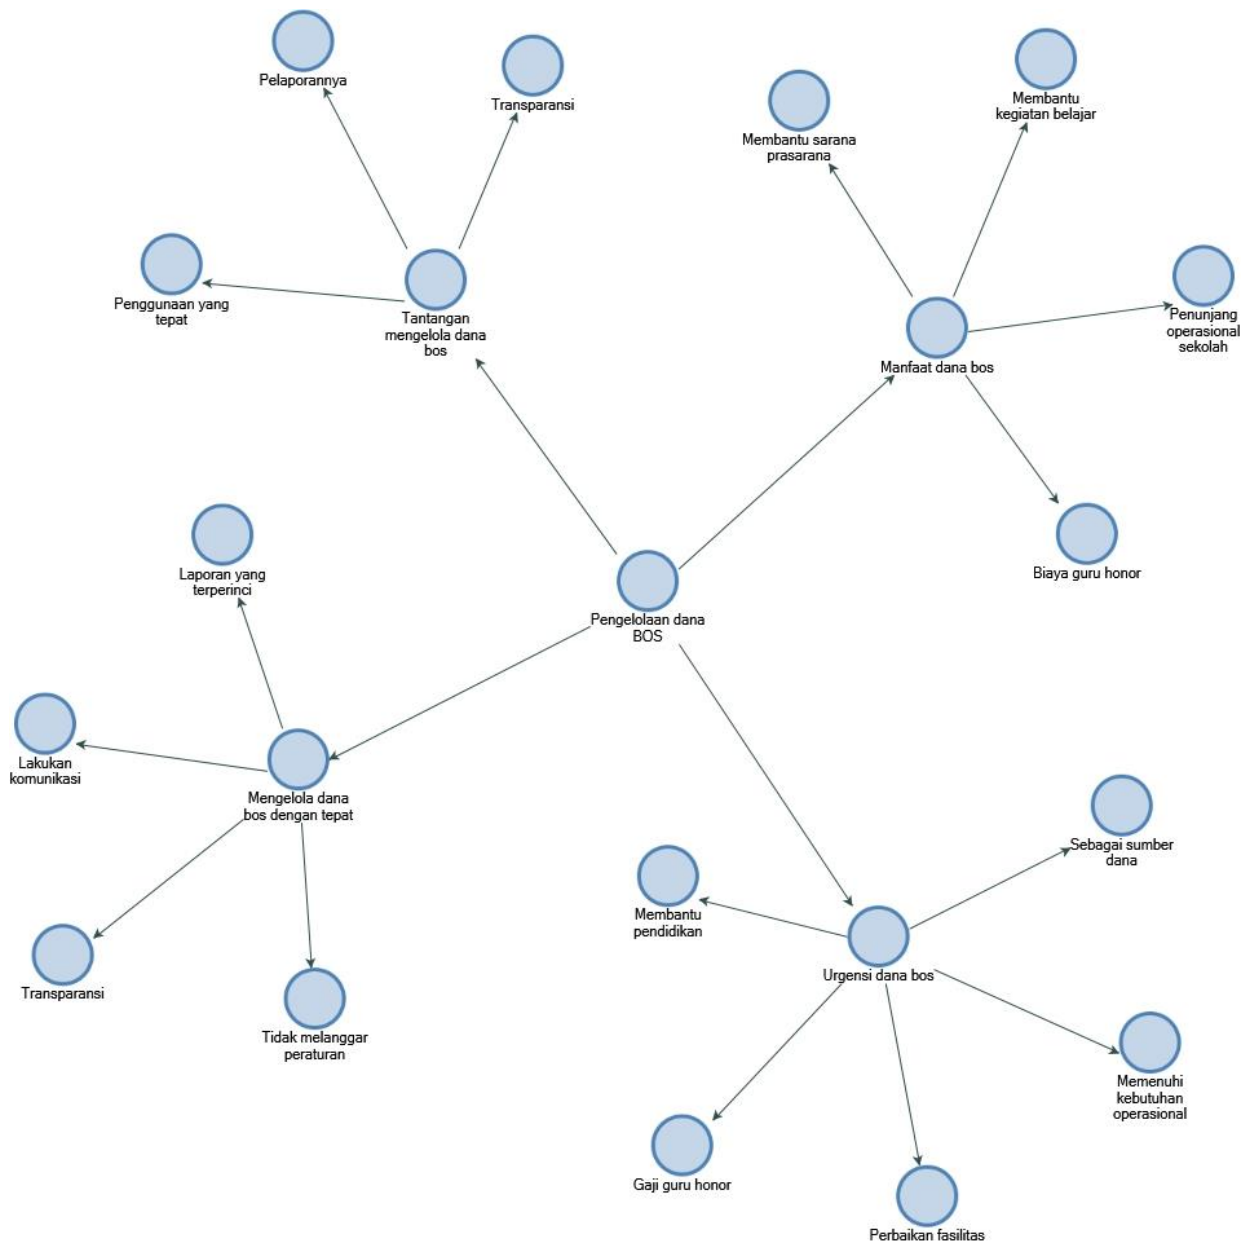 Pelaporannya
Transparansi
Penggunaan yang
tepat
Tantangan
mengelola dana
bos
Membantu
kegiatan belajar
Membantu sarana
prasarana
Penunjang
operasional
sekolah
Manfaat dana bos
Biaya guru honor
Pengelolaan dana
BOS
Laporan yang
terperinci
Lakukan
komunikasi
Mengelola dana
bos dengan tepat
Transparansi
Tidak melanggar
peraturan
Sebagai sumber
dana
Membantu
pendidikan
Urgensi dana bos
Memenuhi
kebutuhan
operasional
Gaji guru honor
Perbaikan fasilitas